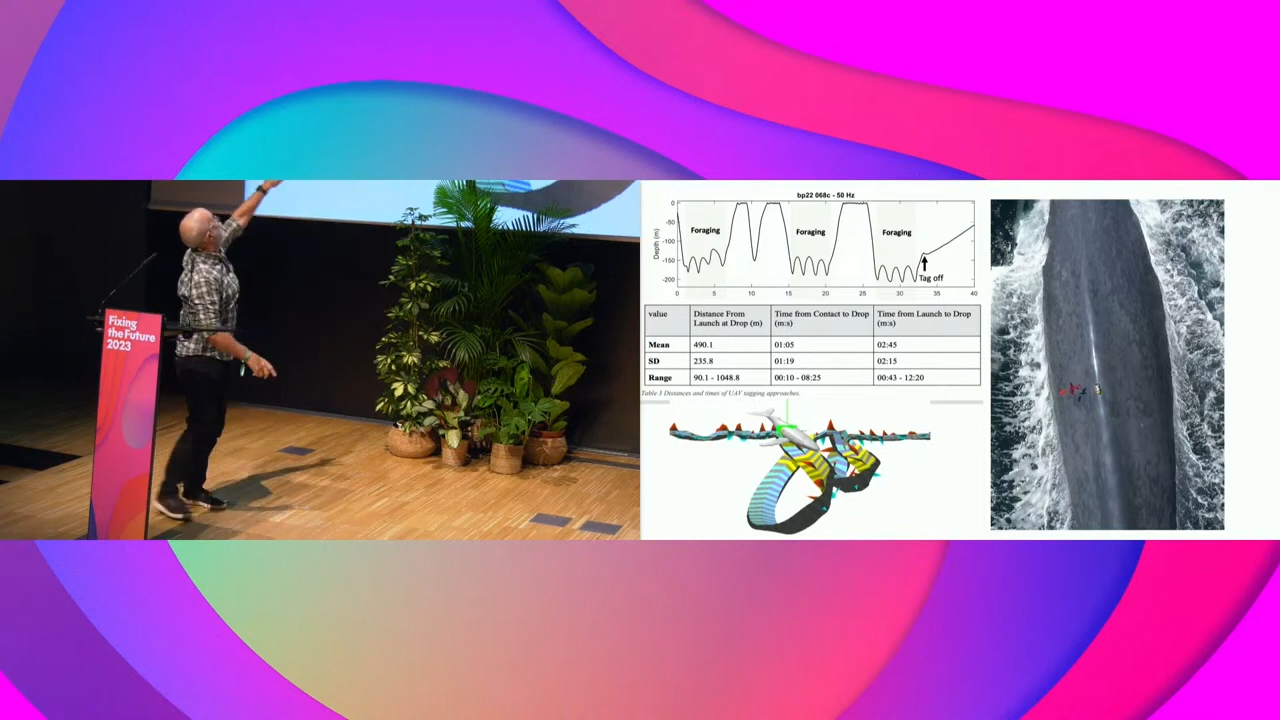 Fixing
the Future
2023
bp22 068c - 50 Hz
Depth (m)
0
-50
-100
-150
-200
Foraging
Foraging
Foraging
Tag off
0 5 10 15 20 25 30 35 40
value Distance From Launch at Drop (m) Time from Contact to Drop (m:s) Time from Launch to Drop (m:s)
Mean 490.1 01:05 02:45
SD 235.8 01:19 02:15
Range 90.1 - 1048.8 00:10 - 08:25 00:43 - 12:20
Table 3 Distances and times of UAV tagging approaches.